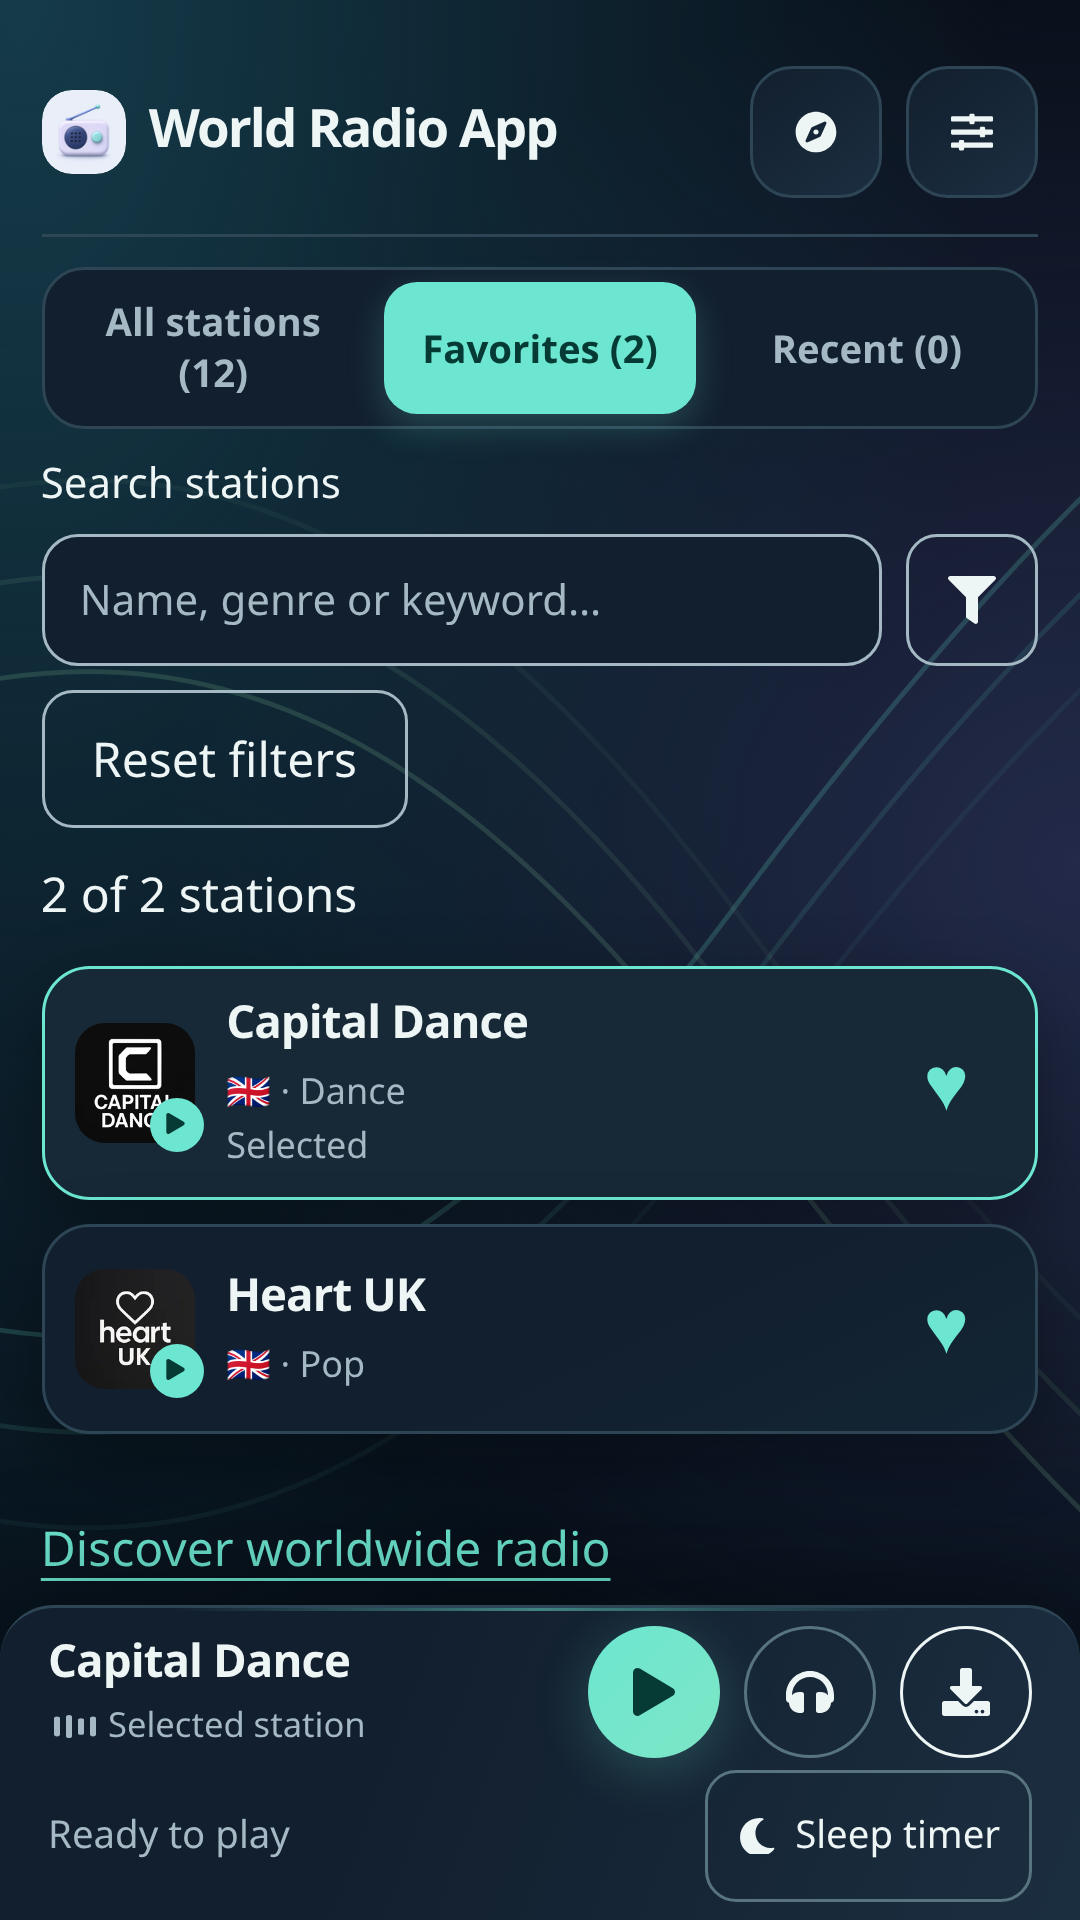 World Radio App
All stations
(12)
Favorites (2)
Recent (0)
Search stations
Name, genre or keyword...
Reset filters
2 of 2 stations
CAPITAL
DANCE
Capital Dance
🇬🇧 · Dance
Selected
heart
UK
Heart UK
🇬🇧 · Pop
Discover worldwide radio
Capital Dance
Selected station
Ready to play
Sleep timer